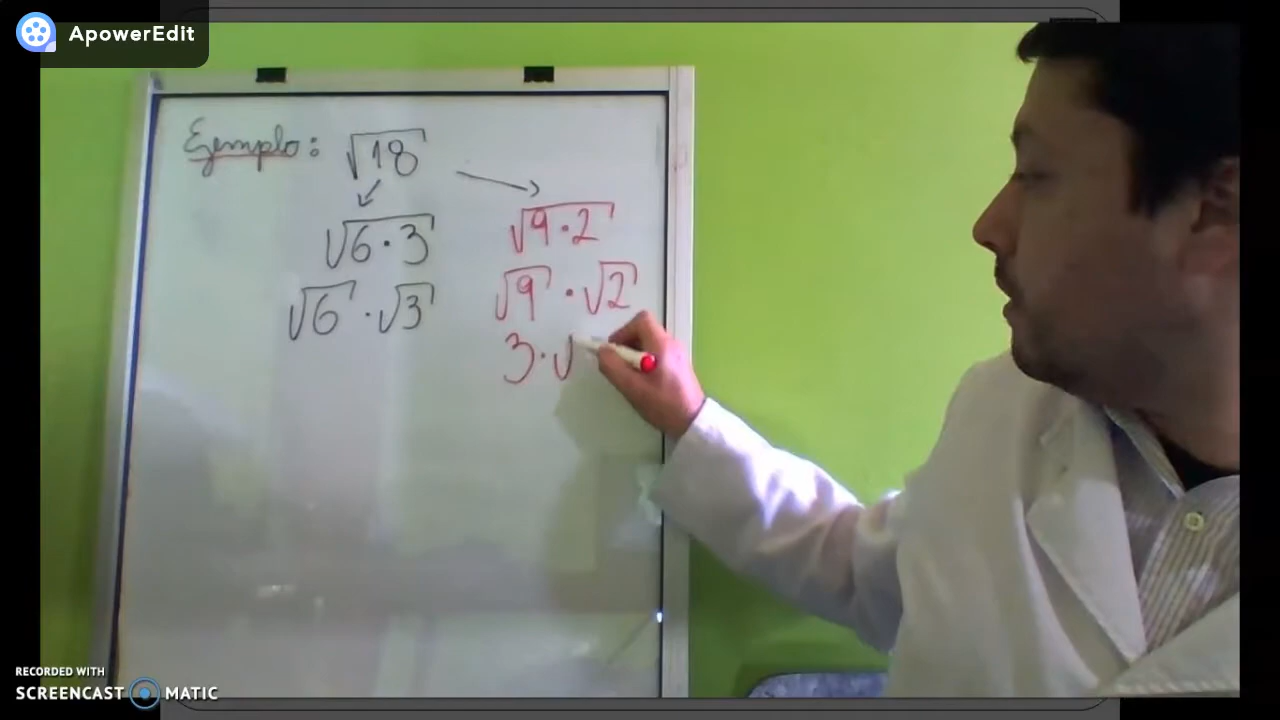 ApowerEdit
Ejemplo: √18
√6·3
√6 · √3
√9·2
√9 · √2
3·√
RECORDED WITH
SCREENCAST MATIC